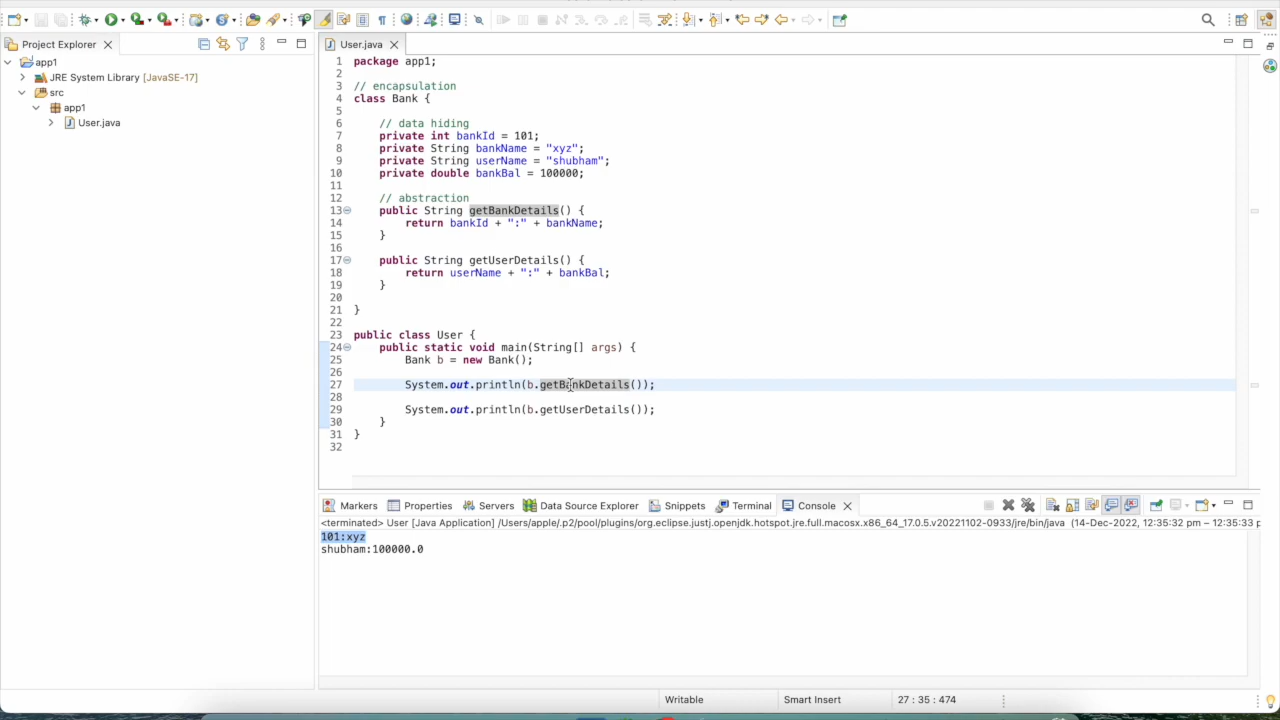 Project Explorer
app1
JRE System Library [JavaSE-17]
src
app1
User.java
User.java
1 package app1;
2
3 // encapsulation
4 class Bank {
5
6 // data hiding
7 private int bankId = 101;
8 private String bankName = "xyz";
9 private String userName = "shubham";
10 private double bankBal = 100000;
11
12 // abstraction
13 public String getBankDetails() {
14 return bankId + ":" + bankName;
15 }
16
17 public String getUserDetails() {
18 return userName + ":" + bankBal;
19 }
20
21 }
22
23 public class User {
24 public static void main(String[] args) {
25 Bank b = new Bank();
26
27 System.out.println(b.getBankDetails());
28
29 System.out.println(b.getUserDetails());
30 }
31 }
32
Markers Properties Servers Data Source Explorer Snippets Terminal Console
<terminated> User [Java Application] /Users/apple/.p2/pool/plugins/org.eclipse.justj.openjdk.hotspot.jre.full.macosx.x86_64_17.0.5.v20221102-0933/jre/bin/java (14-Dec-2022, 12:35:32 pm – 12:35:33 p
101:xyz
shubham:100000.0
Writable Smart Insert 27 : 35 : 474